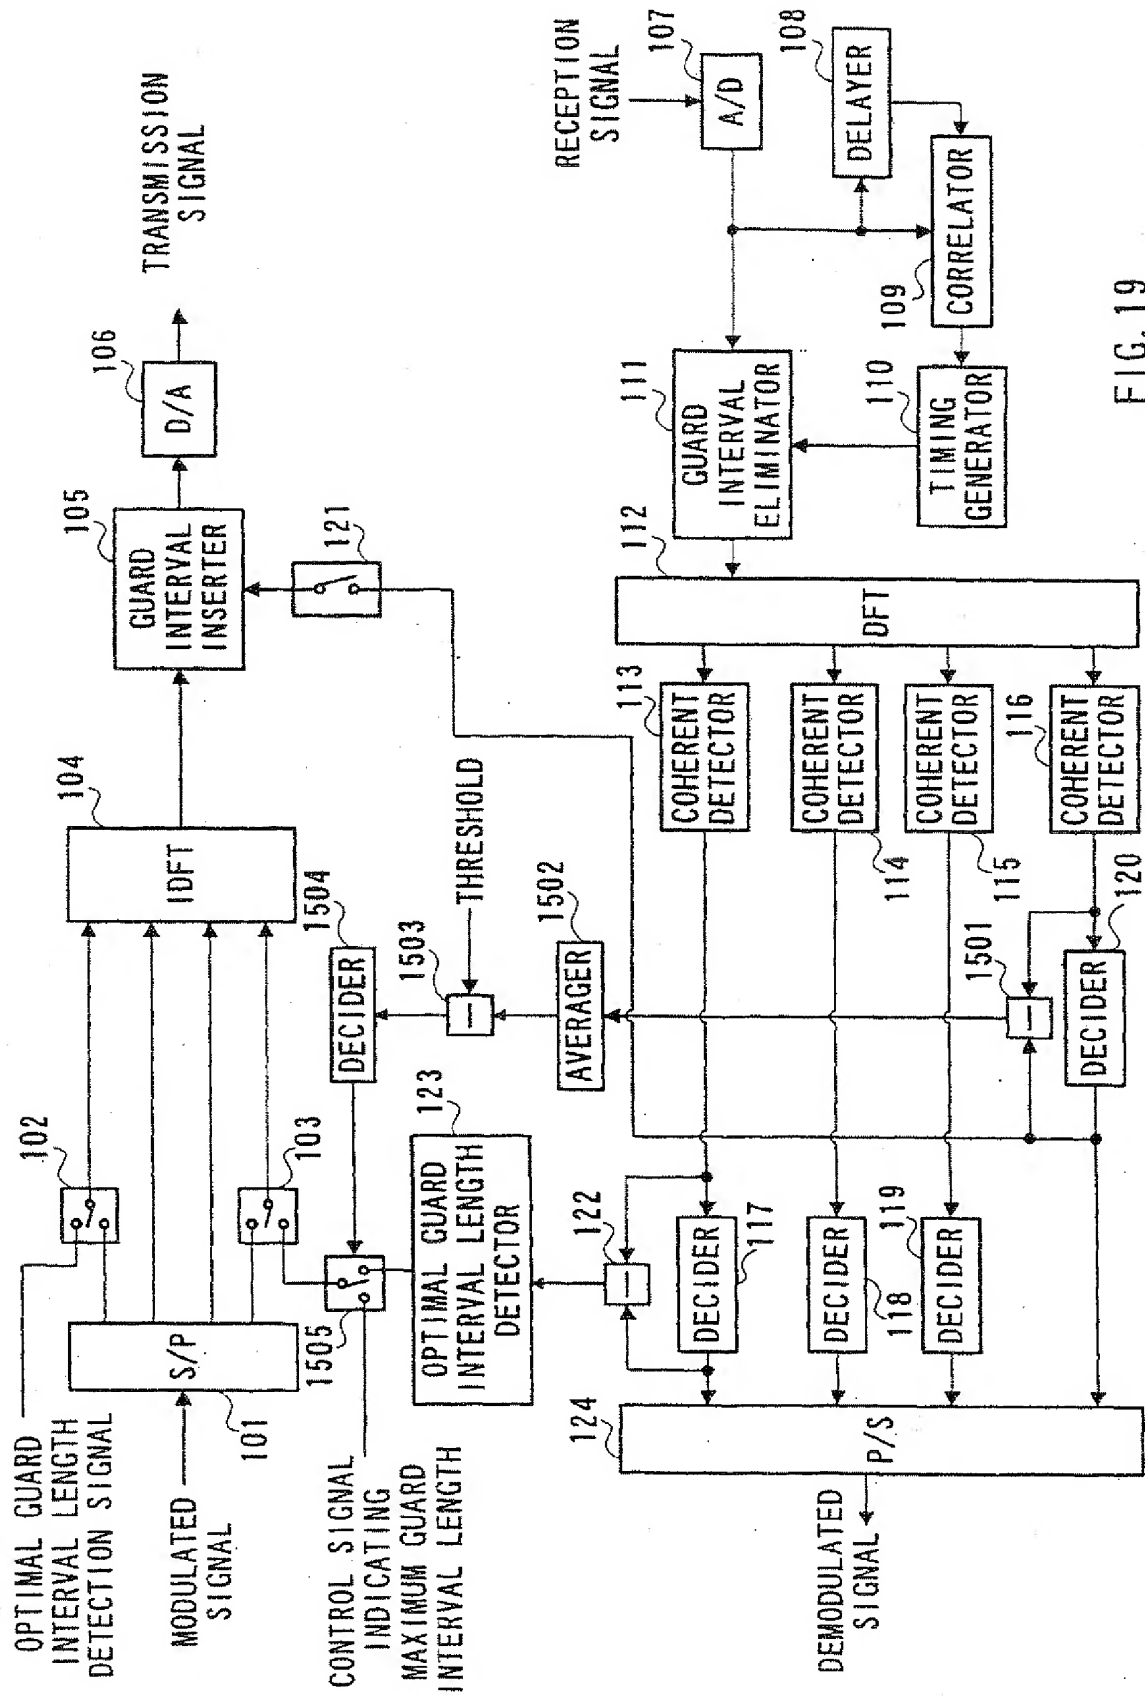 OPTIMAL GUARD
INTERVAL LENGTH
DETECTION SIGNAL
MODULATED
SIGNAL
S/P
101
102
103
IDFT
104
GUARD
INTERVAL
INSERTER
105
D/A
106
TRANSMISSION
SIGNAL
121
CONTROL SIGNAL
INDICATING
MAXIMUM GUARD
INTERVAL LENGTH
1505
DECIDER
1504
1503
THRESHOLD
OPTIMAL GUARD
INTERVAL LENGTH
DETECTOR
123
AVERAGER
1502
122
1501
DEMODULATED
SIGNAL
P/S
124
DECIDER
117
DECIDER
118
DECIDER
119
DECIDER
120
COHERENT
DETECTOR
113
COHERENT
DETECTOR
114
COHERENT
DETECTOR
115
COHERENT
DETECTOR
116
DFT
112
GUARD
INTERVAL
ELIMINATOR
111
TIMING
GENERATOR
110
CORRELATOR
109
DELAYER
108
A/D
107
RECEPTION
SIGNAL
FIG. 19